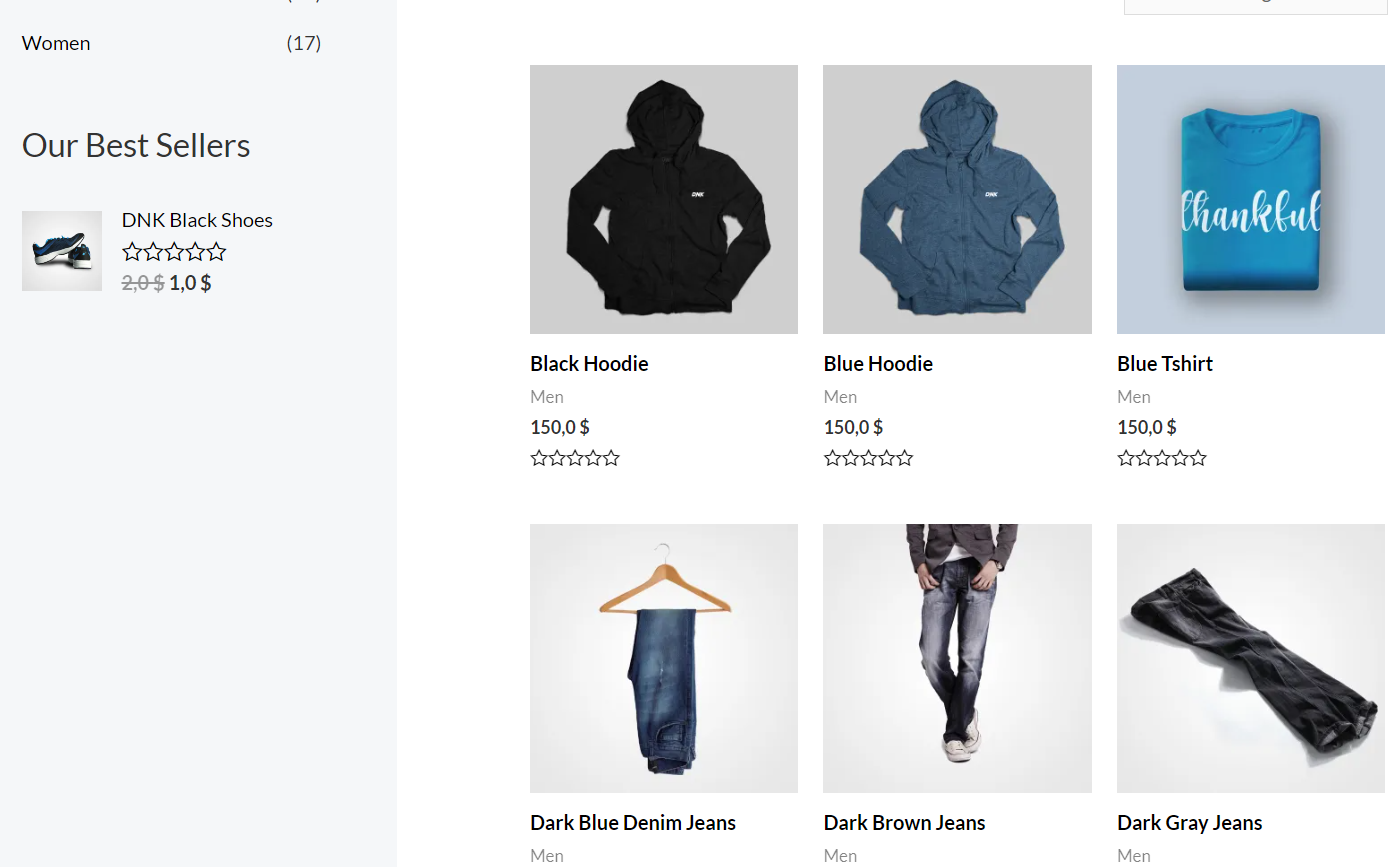 Women (17)
Our Best Sellers
DNK Black Shoes
2,0 $ 1,0 $
DNK
DNK
thankful
Black Hoodie
Men
150,0 $
Blue Hoodie
Men
150,0 $
Blue Tshirt
Men
150,0 $
Dark Blue Denim Jeans
Men
Dark Brown Jeans
Men
Dark Gray Jeans
Men